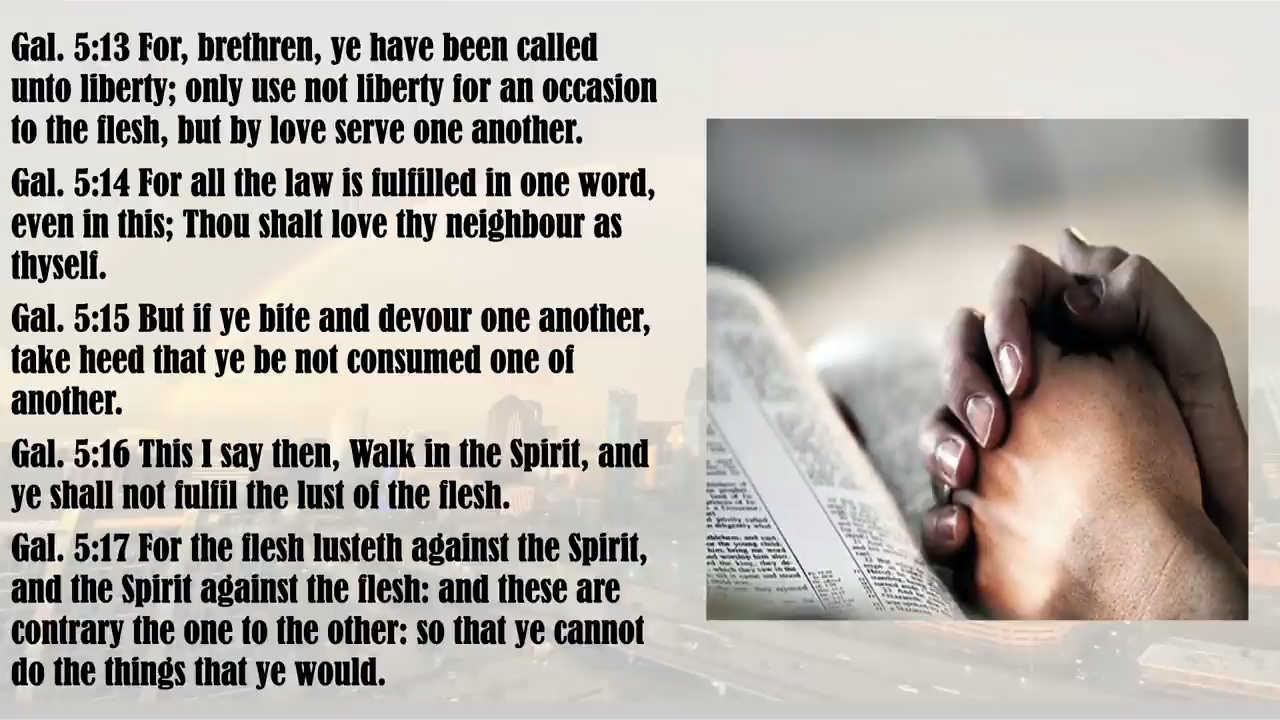 Gal. 5:13 For, brethren, ye have been called
unto liberty; only use not liberty for an occasion
to the flesh, but by love serve one another.
Gal. 5:14 For all the law is fulfilled in one word,
even in this; Thou shalt love thy neighbour as
thyself.
Gal. 5:15 But if ye bite and devour one another,
take heed that ye be not consumed one of
another.
Gal. 5:16 This I say then, Walk in the Spirit, and
ye shall not fulfil the lust of the flesh.
Gal. 5:17 For the flesh lusteth against the Spirit,
and the Spirit against the flesh: and these are
contrary the one to the other: so that ye cannot
do the things that ye would.